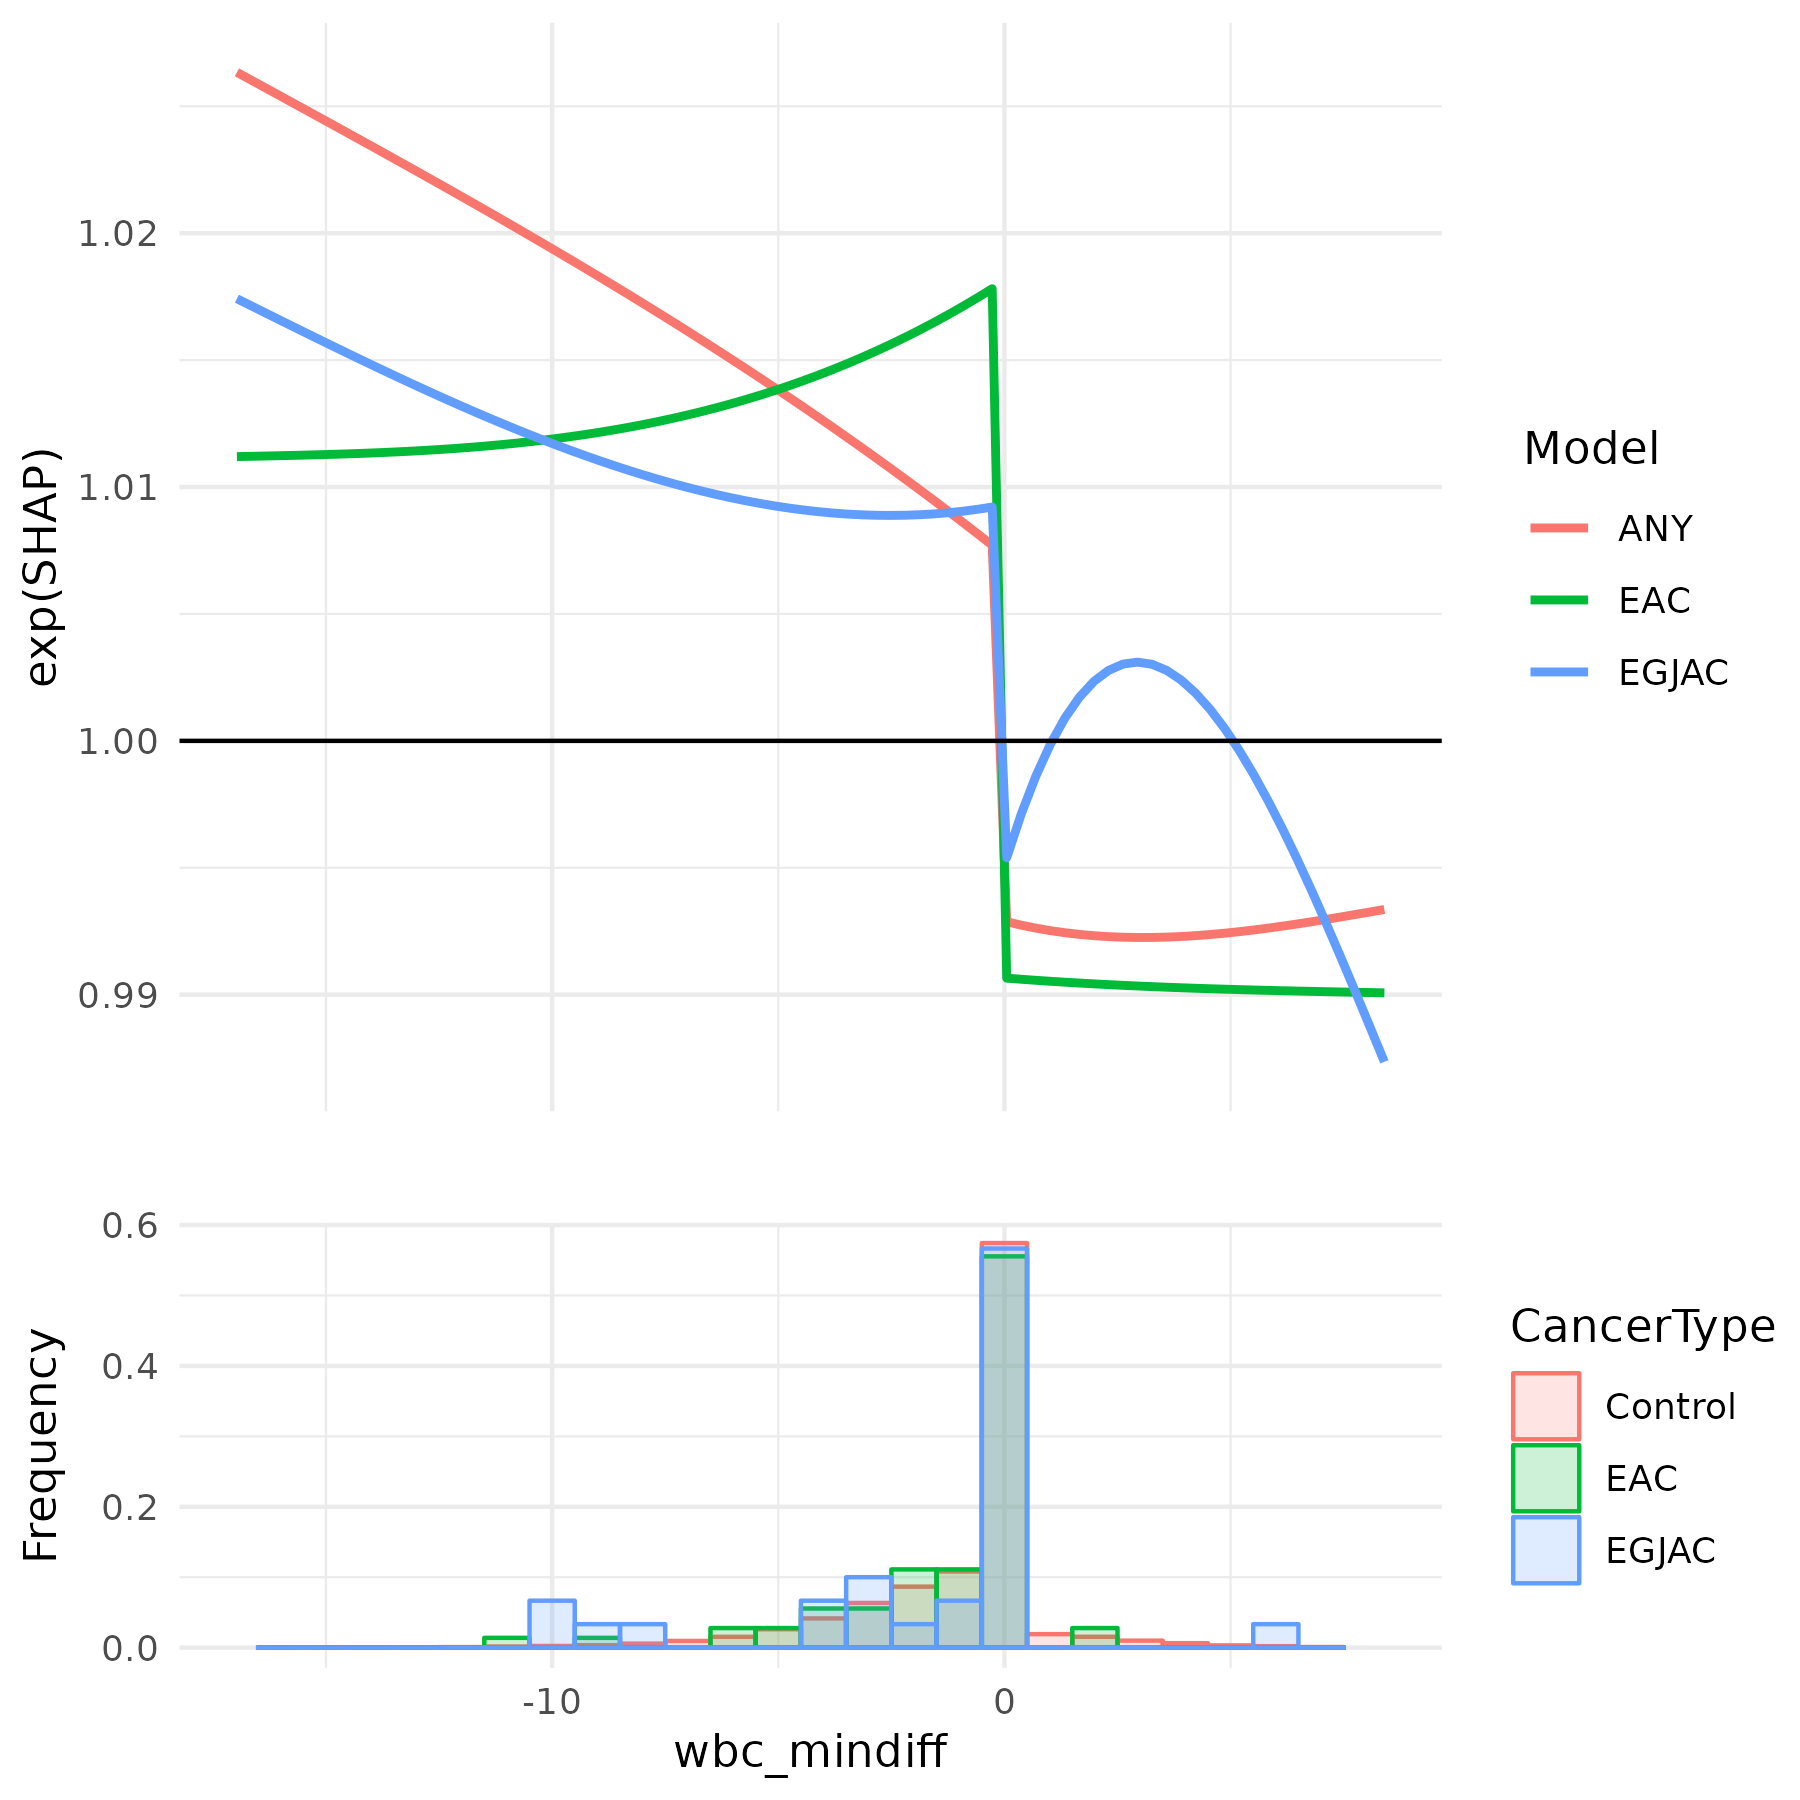 exp(SHAP)
1.02
1.01
1.00
0.99
Model
ANY
EAC
EGJAC
Frequency
0.6
0.4
0.2
0.0
-10
0
wbc_mindiff
CancerType
Control
EAC
EGJAC